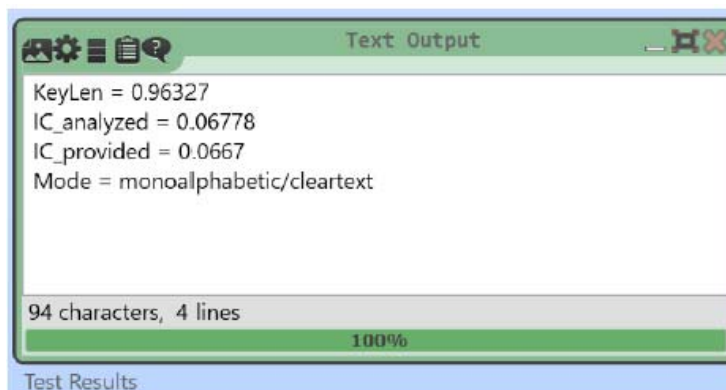 Text Output
KeyLen = 0.96327
IC_analyzed = 0.06778
IC_provided = 0.0667
Mode = monoalphabetic/cleartext
94 characters, 4 lines
100%
Test Results